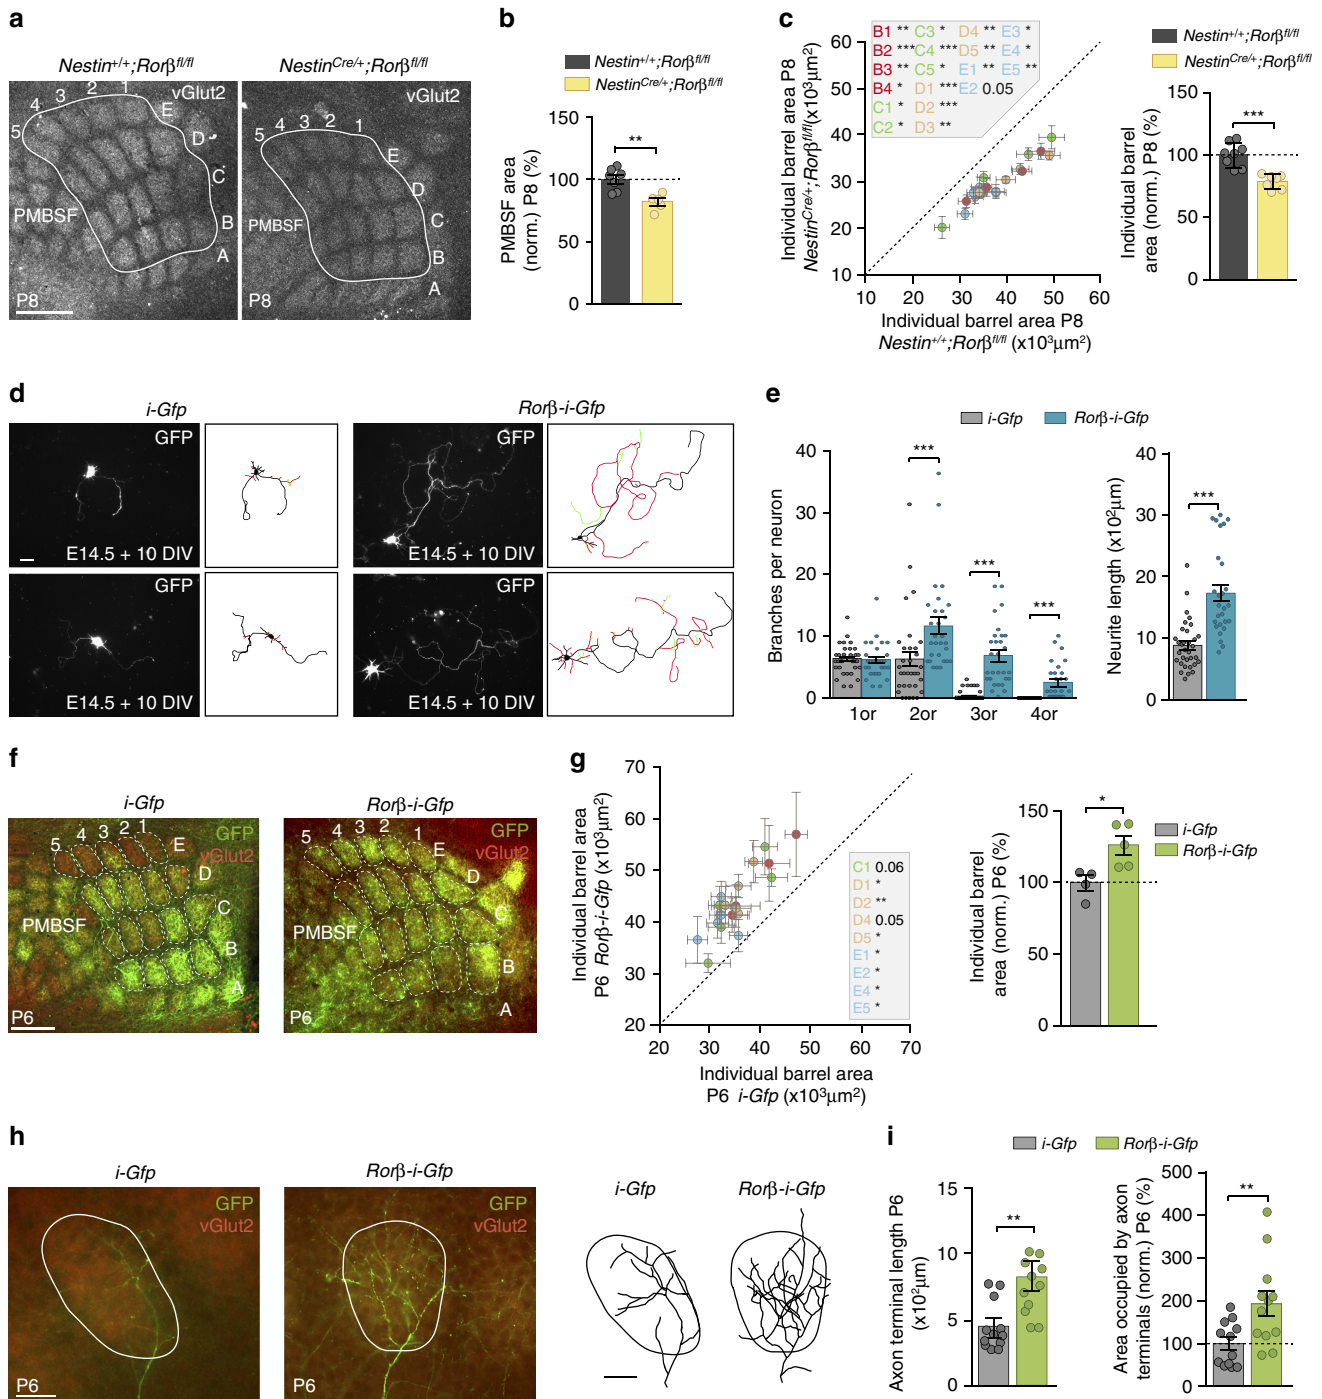 a
Nestin+/+;Rorβfl/fl
NestinCre/+;Rorβfl/fl
vGlut2
vGlut2
5 4 3 2 1
E
D
C
B
A
5 4 3 2 1
E
D
C
B
A
PMBSF
PMBSF
P8
P8
b
Nestin+/+;Rorβfl/fl
NestinCre/+;Rorβfl/fl
PMBSF area
(norm.) P8 (%)
150
100
50
0
**
c
Individual barrel area P8
NestinCre/+;Rorβfl/fl (x10³μm²)
60
50
40
30
20
10
B1 ** C3 * D4 ** E3 *
B2 *** C4 *** D5 ** E4 *
B3 ** C5 * E1 ** E5 **
B4 * D1 *** E2 0.05
C1 * D2 ***
C2 * D3 **
10 20 30 40 50 60
Individual barrel area P8
Nestin+/+;Rorβfl/fl (x10³μm²)
Nestin+/+;Rorβfl/fl
NestinCre/+;Rorβfl/fl
Individual barrel
area (norm.) P8 (%)
150
100
50
0
***
d
i-Gfp
Rorβ-i-Gfp
GFP
E14.5 + 10 DIV
GFP
E14.5 + 10 DIV
GFP
E14.5 + 10 DIV
GFP
E14.5 + 10 DIV
e
i-Gfp
Rorβ-i-Gfp
Branches per neuron
40
30
20
10
0
***
***
***
1or 2or 3or 4or
Neurite length (x10²μm)
40
30
20
10
0
***
f
i-Gfp
Rorβ-i-Gfp
GFP
vGlut2
GFP
vGlut2
5 4 3 2 1
E
D
C
B
A
5 4 3 2 1
E
D
C
B
A
PMBSF
PMBSF
P6
P6
g
Individual barrel area
P6 Rorβ-i-Gfp (x10³μm²)
70
60
50
40
30
20
C1 0.06
D1 *
D2 **
D4 0.05
D5 *
E1 *
E2 *
E4 *
E5 *
20 30 40 50 60 70
Individual barrel area
P6 i-Gfp (x10³μm²)
Individual barrel
area (norm.) P6 (%)
150
100
50
0
*
i-Gfp
Rorβ-i-Gfp
h
i-Gfp
Rorβ-i-Gfp
GFP
vGlut2
GFP
vGlut2
P6
P6
i-Gfp
Rorβ-i-Gfp
i
i-Gfp
Rorβ-i-Gfp
Axon terminal length P6
(x10²μm)
15
10
5
0
**
Area occupied by axon
terminals (norm.) P6 (%)
500
400
300
200
100
0
**